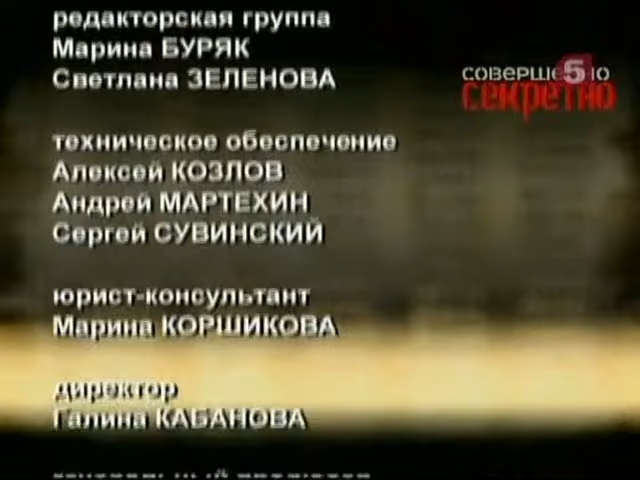 редакторская группа
Марина БУРЯК
Светлана ЗЕЛЕНОВА
5
СЕКРЕТНО
техническое обеспечение
Алексей КОЗЛОВ
Андрей МАРТЕХИН
Сергей СУВИНСКИЙ
юрист-консультант
Марина КОРШИКОВА
директор
Галина КАБАНОВА